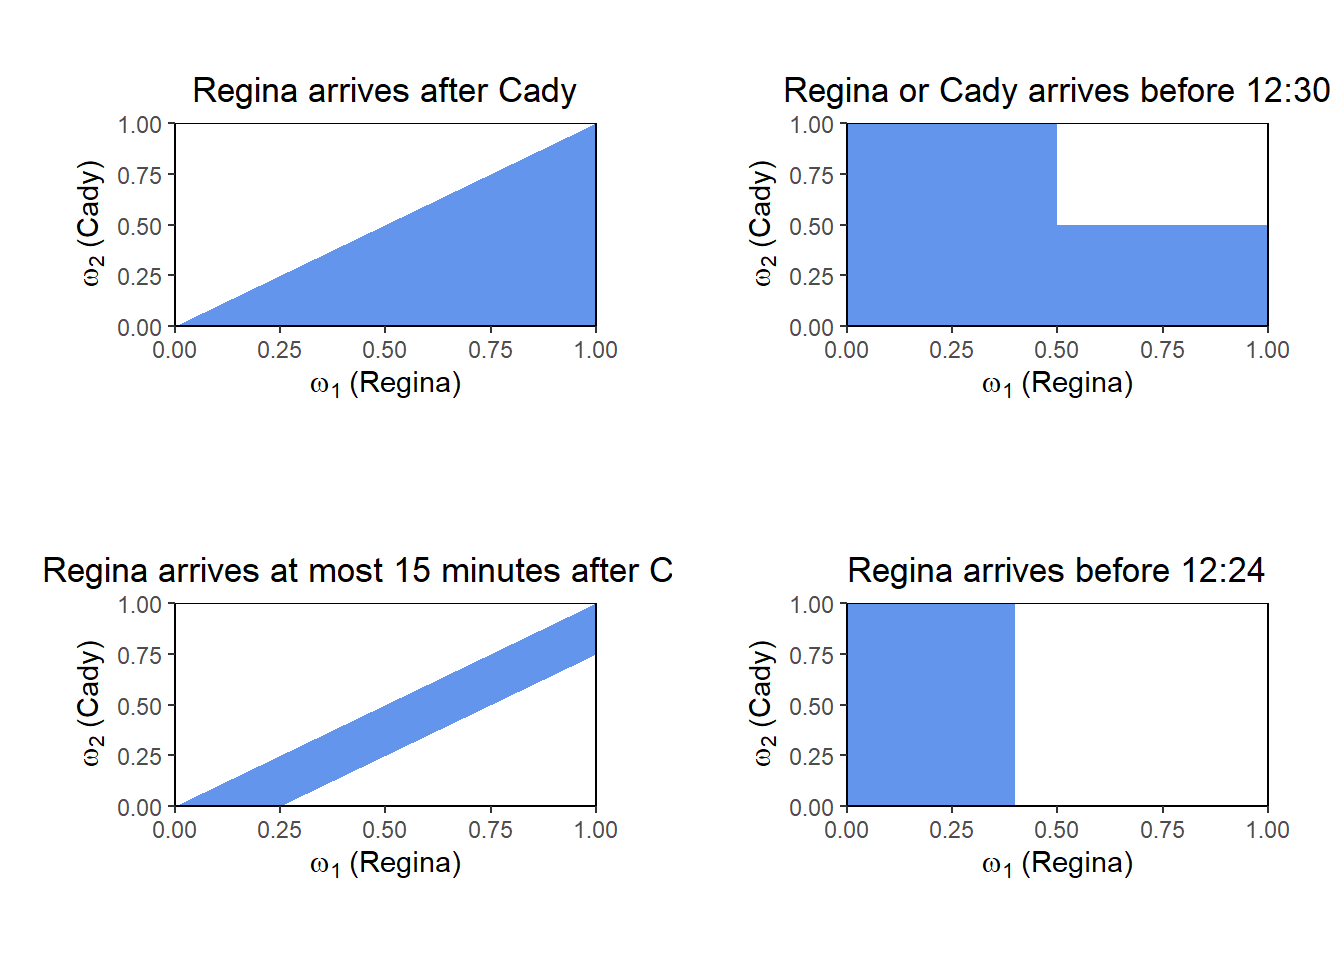 Regina arrives after Cady
1.00
0.75
0.50
0.25
0.00
ω2 (Cady)
0.00 0.25 0.50 0.75 1.00
ω1 (Regina)
Regina or Cady arrives before 12:30
1.00
0.75
0.50
0.25
0.00
ω2 (Cady)
0.00 0.25 0.50 0.75 1.00
ω1 (Regina)
Regina arrives at most 15 minutes after C
1.00
0.75
0.50
0.25
0.00
ω2 (Cady)
0.00 0.25 0.50 0.75 1.00
ω1 (Regina)
Regina arrives before 12:24
1.00
0.75
0.50
0.25
0.00
ω2 (Cady)
0.00 0.25 0.50 0.75 1.00
ω1 (Regina)